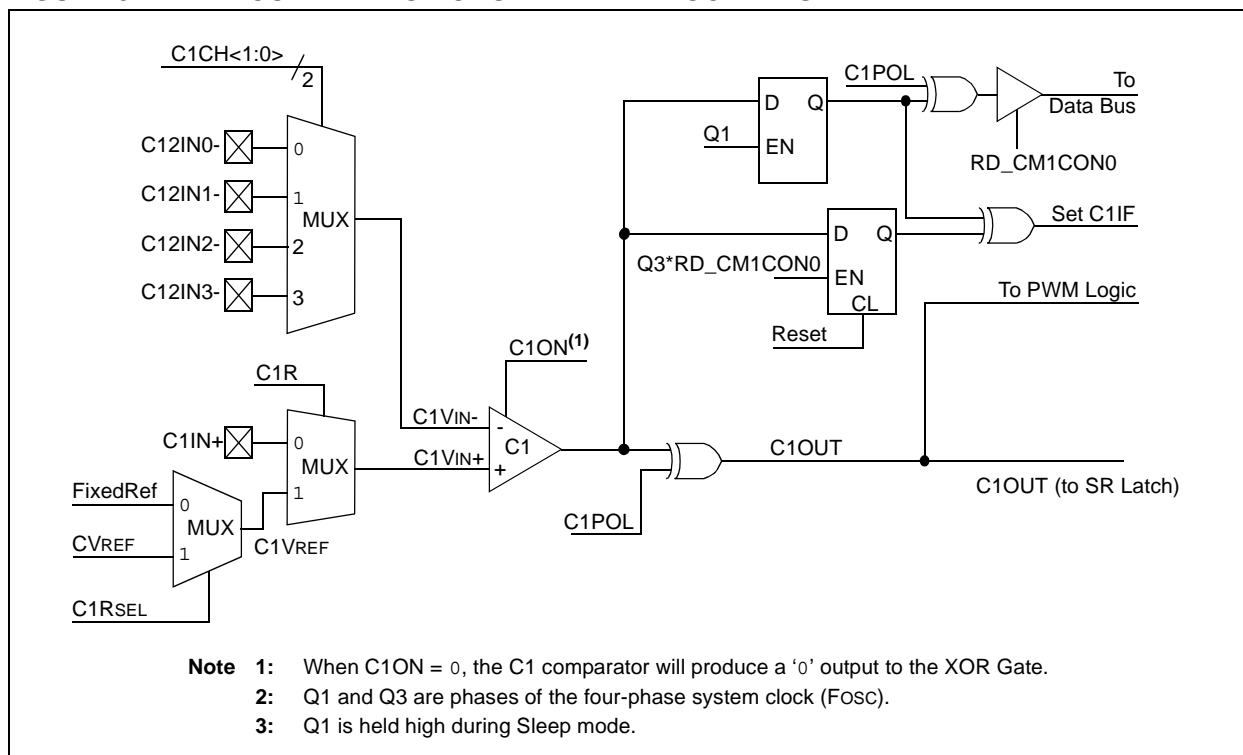 C1CH<1:0>
2
C12IN0-
0
C12IN1-
1
MUX
C12IN2-
2
C12IN3-
3
C1POL
To
Data Bus
D
Q
Q1
EN
RD_CM1CON0
Set C1IF
D
Q
Q3*RD_CM1CON0
EN
CL
Reset
To PWM Logic
C1ON(1)
C1R
C1IN+
0
MUX
1
C1VIN-
-
C1
C1VIN+
+
C1OUT
C1OUT (to SR Latch)
C1POL
FixedRef
0
MUX
CVREF
1
C1VREF
C1RSEL
Note 1: When C1ON = 0, the C1 comparator will produce a ‘0’ output to the XOR Gate.
2: Q1 and Q3 are phases of the four-phase system clock (FOSC).
3: Q1 is held high during Sleep mode.